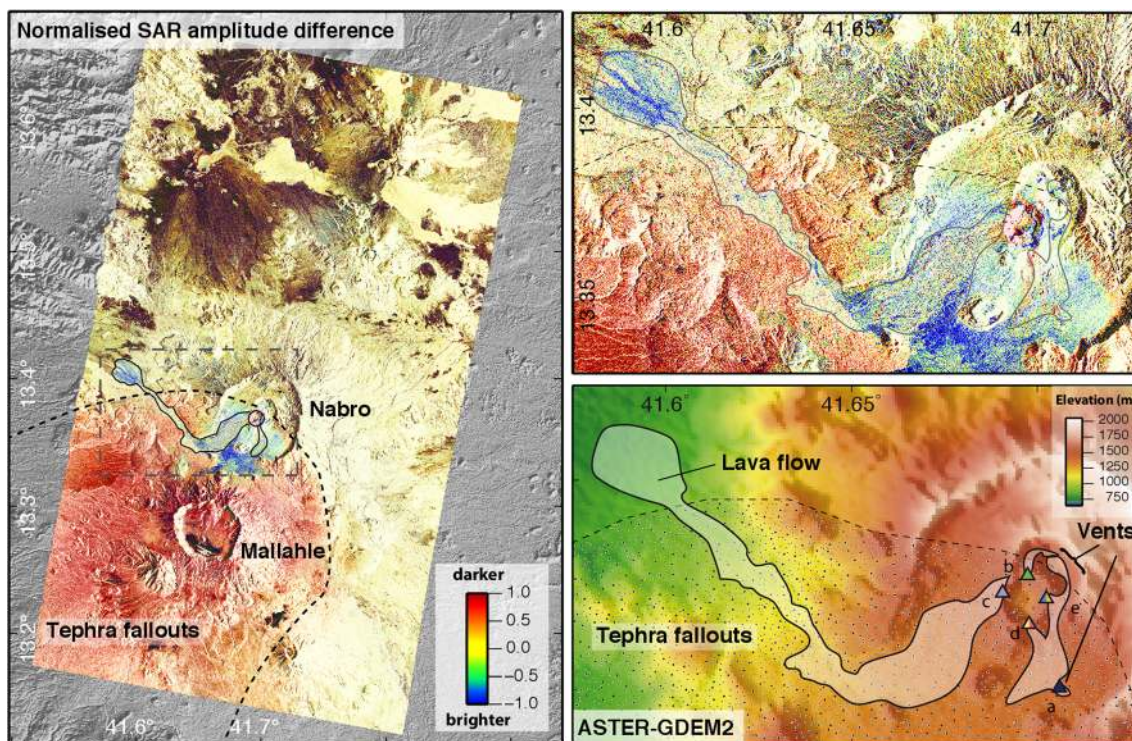 Normalised SAR amplitude difference
13.6°
13.5°
13.4°
13.3°
13.2°
Nabro
Mallahle
Tephra fallouts
darker
1.0
0.5
0.0
−0.5
−1.0
brighter
41.6° 41.7°
41.6 41.65 41.7
13.4
13.35
41.6° 41.65°
Elevation (m
2000
1750
1500
1250
1000
750
Lava flow
Vents
b
c
e
d
a
Tephra fallouts
ASTER-GDEM2